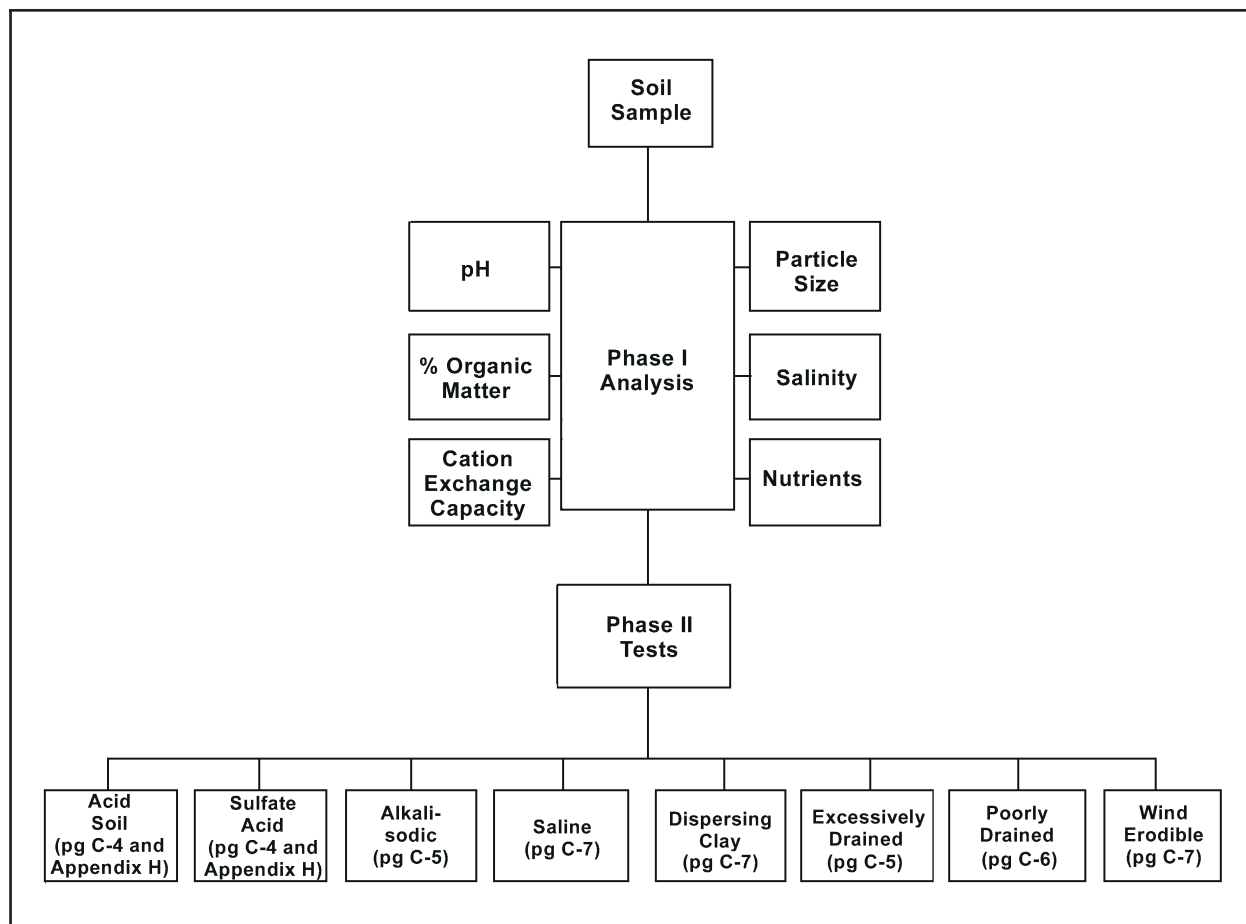 Soil
Sample
pH
Particle
Size
Phase I
Analysis
% Organic
Matter
Salinity
Cation
Exchange
Capacity
Nutrients
Phase II
Tests
Acid
Soil
(pg C-4 and
Appendix H)
Sulfate
Acid
(pg C-4 and
Appendix H)
Alkali-
sodic
(pg C-5)
Saline
(pg C-7)
Dispersing
Clay
(pg C-7)
Excessively
Drained
(pg C-5)
Poorly
Drained
(pg C-6)
Wind
Erodible
(pg C-7)